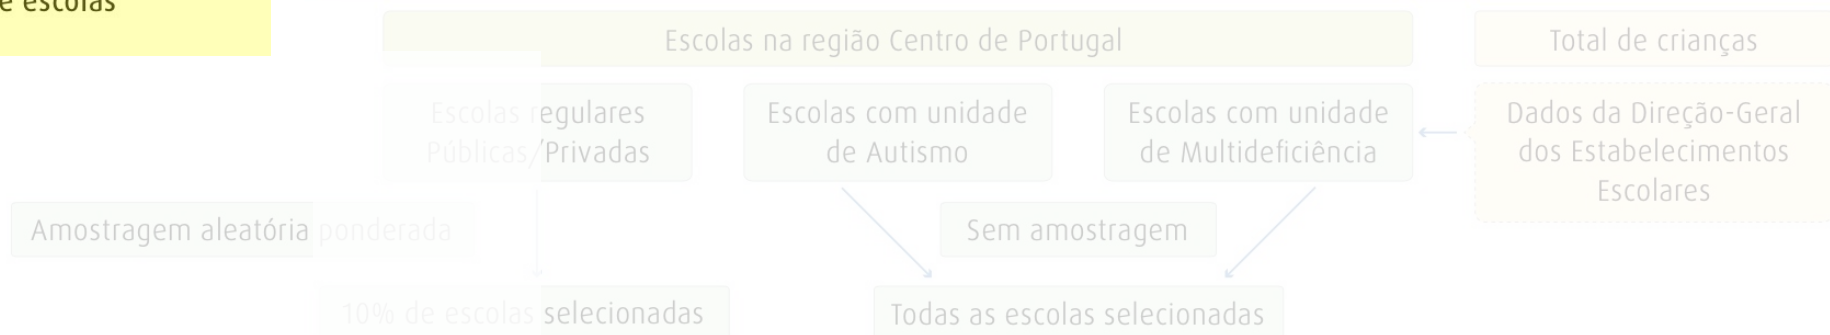 e escolas
Escolas na região Centro de Portugal
Total de crianças
Escolas regulares
Públicas/Privadas
Escolas com unidade
de Autismo
Escolas com unidade
de Multideficiência
Dados da Direção-Geral
dos Estabelecimentos
Escolares
Amostragem aleatória ponderada
Sem amostragem
10% de escolas selecionadas
Todas as escolas selecionadas